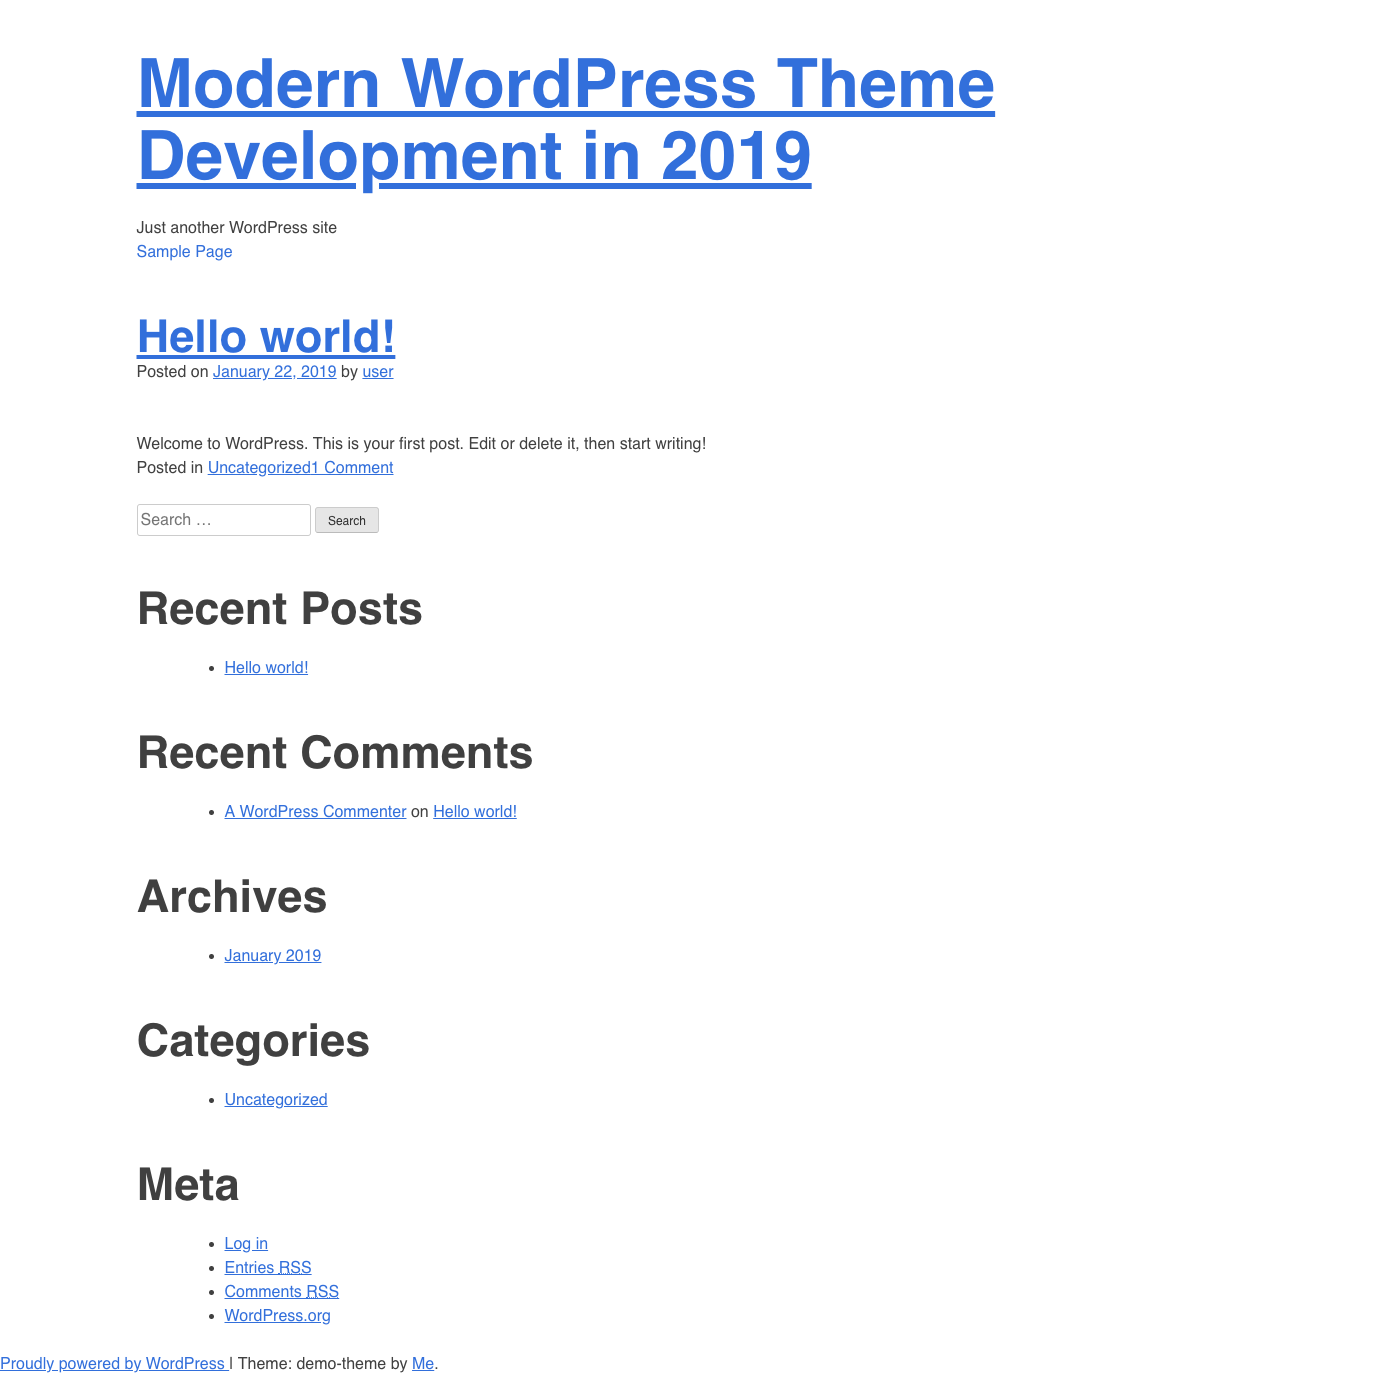 Modern WordPress Theme
Development in 2019
Just another WordPress site
Sample Page
Hello world!
Posted on January 22, 2019 by user
Welcome to WordPress. This is your first post. Edit or delete it, then start writing!
Posted in Uncategorized1 Comment
Search … Search
Recent Posts
Hello world!
Recent Comments
A WordPress Commenter on Hello world!
Archives
January 2019
Categories
Uncategorized
Meta
Log in
Entries RSS
Comments RSS
WordPress.org
Proudly powered by WordPress | Theme: demo-theme by Me.